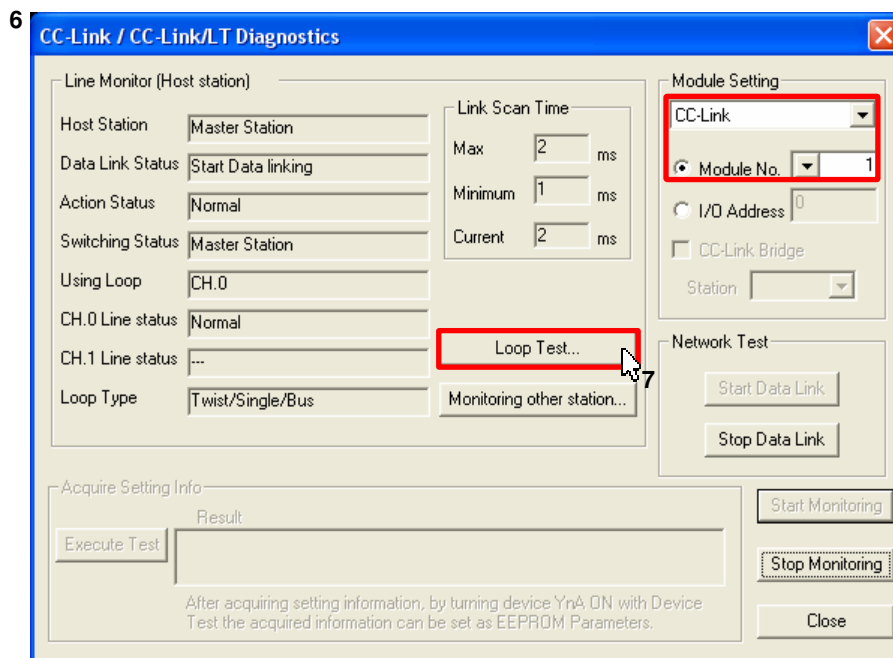 6
CC-Link / CC-Link/LT Diagnostics
Line Monitor (Host station)
Host Station
Master Station
Data Link Status
Start Data linking
Action Status
Normal
Switching Status
Master Station
Using Loop
CH.0
CH.0 Line status
Normal
CH.1 Line status
---
Loop Type
Twist/Single/Bus
Link Scan Time
Max
2
ms
Minimum
1
ms
Current
2
ms
Loop Test...
7
Monitoring other station...
Module Setting
CC-Link
Module No.
1
I/O Address
0
CC-Link Bridge
Station
Network Test
Start Data Link
Stop Data Link
Acquire Setting Info
Result
Execute Test
After acquiring setting information, by turning device YnA ON with Device
Test the acquired information can be set as EEPROM Parameters.
Start Monitoring
Stop Monitoring
Close